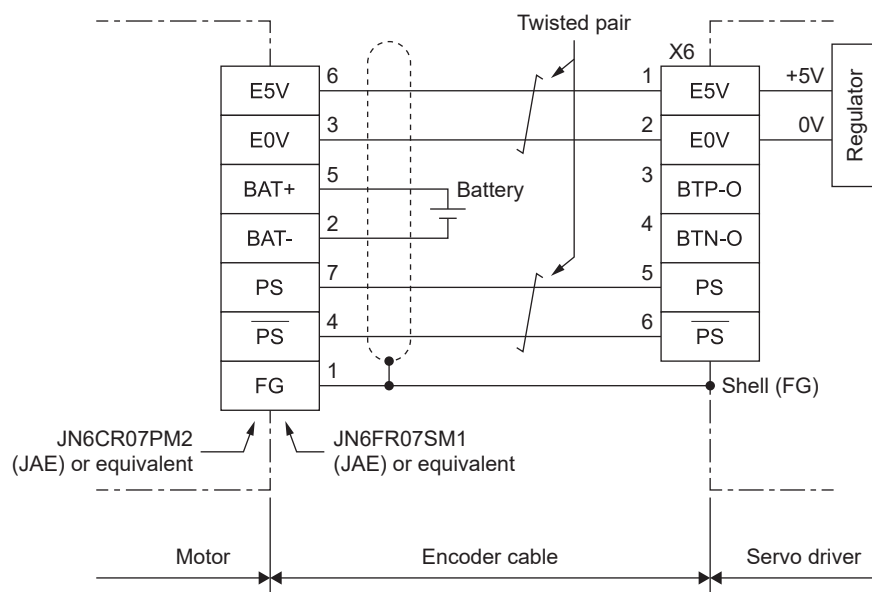 Twisted pair
X6
6
1
E5V
E5V
+5V
3
2
E0V
E0V
0V
Regulator
5
3
BAT+
Battery
BTP-O
2
4
BAT-
BTN-O
7
5
PS
PS
4
6
P̅S̅
P̅S̅
1
FG
Shell (FG)
JN6CR07PM2
(JAE) or equivalent
JN6FR07SM1
(JAE) or equivalent
Motor
Encoder cable
Servo driver